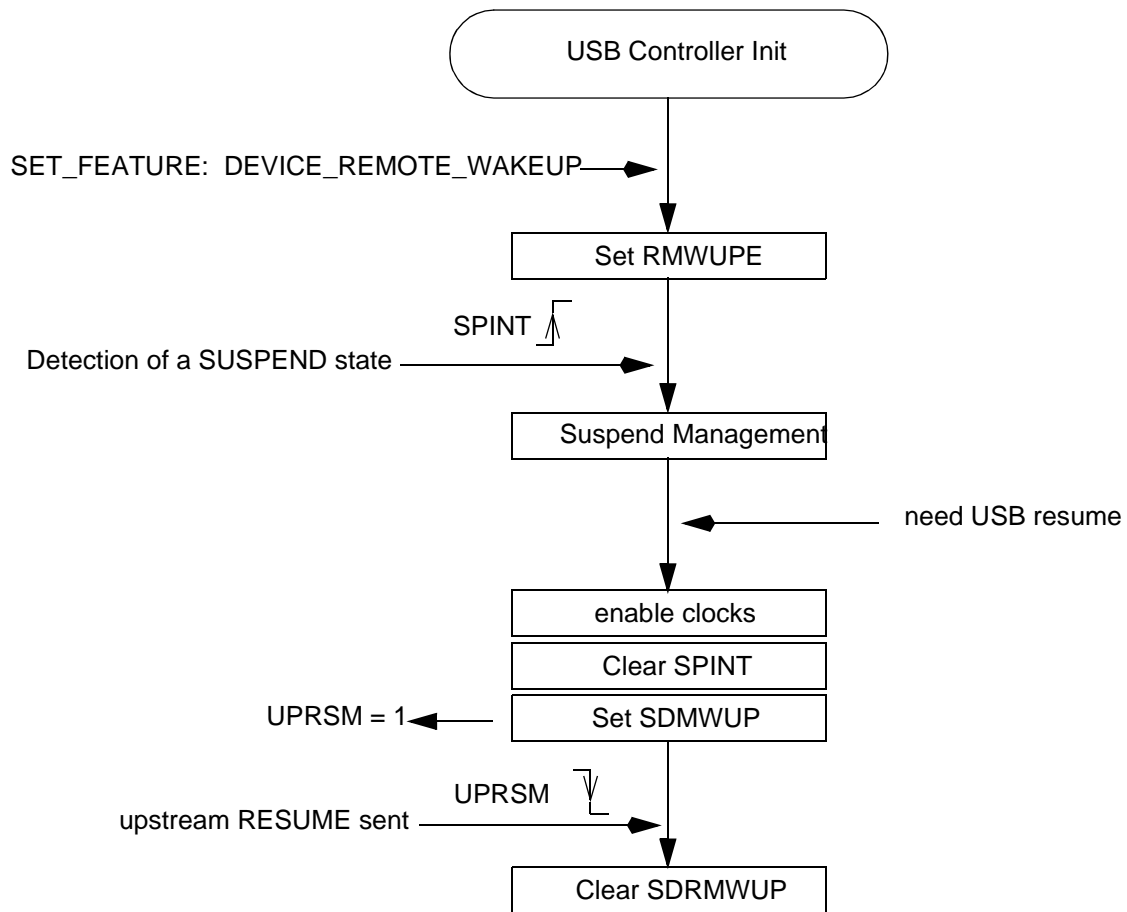 USB Controller Init
SET_FEATURE: DEVICE_REMOTE_WAKEUP
Set RMWUPE
SPINT
Detection of a SUSPEND state
Suspend Management
need USB resume
enable clocks
Clear SPINT
UPRSM = 1
Set SDMWUP
UPRSM
upstream RESUME sent
Clear SDRMWUP